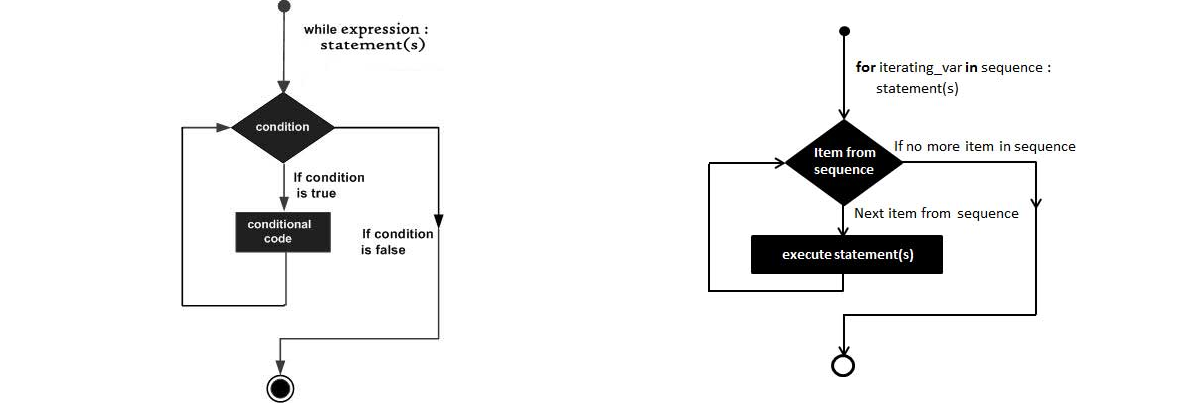 while expression :
statement(s)
condition
If condition
is true
conditional
code
If condition
is false
for iterating_var in sequence :
statement(s)
Item from
sequence
If no more item in sequence
Next item from sequence
execute statement(s)